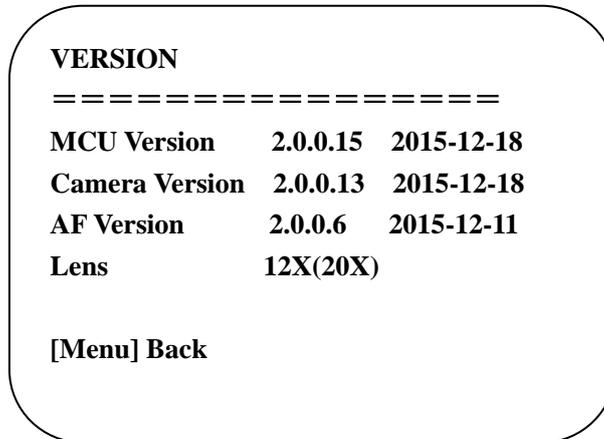 VERSION
================
MCU Version 2.0.0.15 2015-12-18
Camera Version 2.0.0.13 2015-12-18
AF Version 2.0.0.6 2015-12-11
Lens 12X(20X)
[Menu] Back